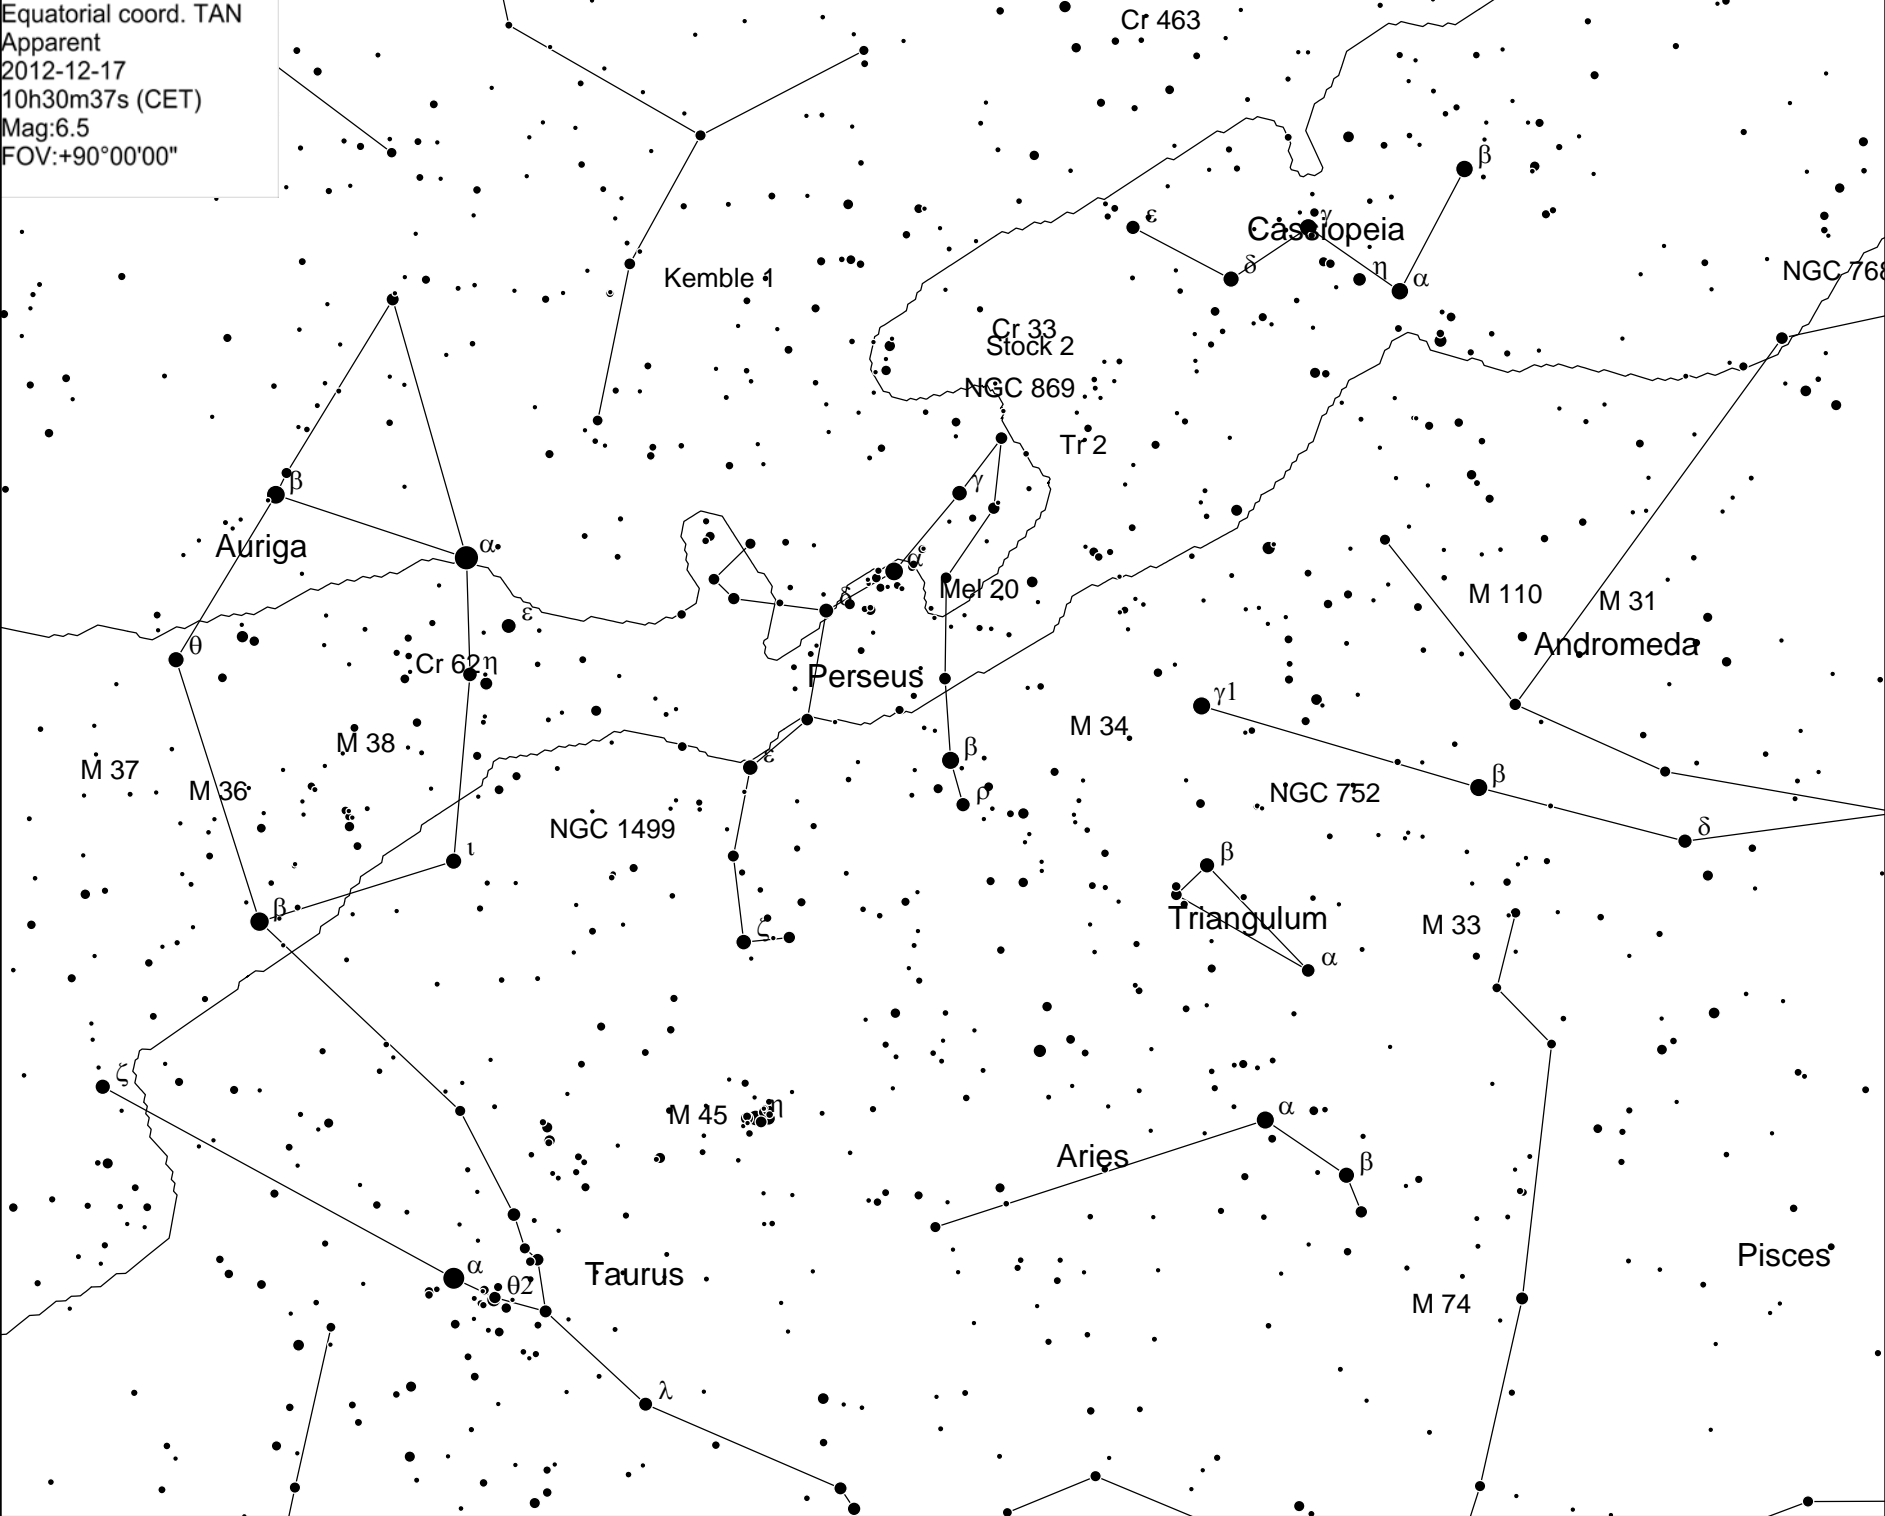 Equatorial coord. TAN
Apparent
2012-12-17
10h30m37s (CET)
Mag:6.5
FOV:+90°00'00"
Cr 463
β
ε
γ
Cassiopeia
δ
η
α
NGC 768
Kemble 1
Cr 33
Stock 2
NGC 869
Tr 2
β
γ
Auriga
α
α
δ
Mel 20
M 110
M 31
ε
θ
Andromeda
Cr 62
η
Perseus
γ1
M 34
M 38
β
ε
M 37
M 36
β
ρ
NGC 752
NGC 1499
δ
ι
β
β
Triangulum
M 33
ζ
α
ζ
M 45
η
α
Aries
β
Pisces
α
θ2
Taurus
M 74
λ